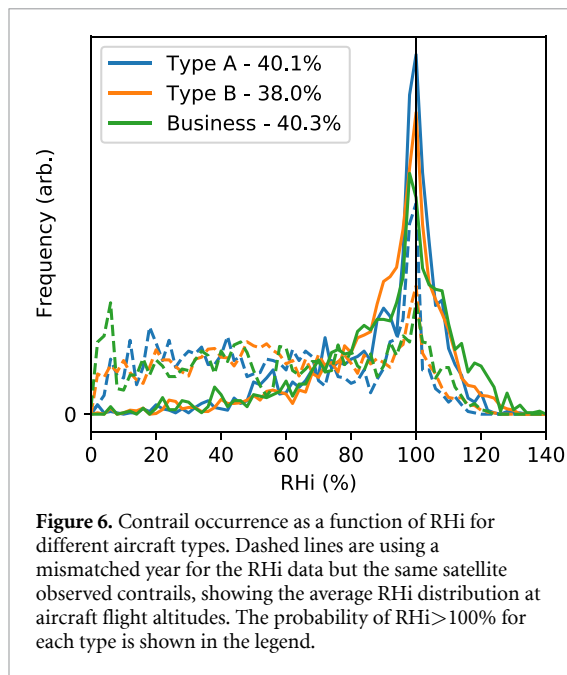 Type A - 40.1%
Type B - 38.0%
Business - 40.3%
Frequency (arb.)
0
0 20 40 60 80 100 120 140
RHi (%)
Figure 6. Contrail occurrence as a function of RHi for
different aircraft types. Dashed lines are using a
mismatched year for the RHi data but the same satellite
observed contrails, showing the average RHi distribution at
aircraft flight altitudes. The probability of RHi>100% for
each type is shown in the legend.